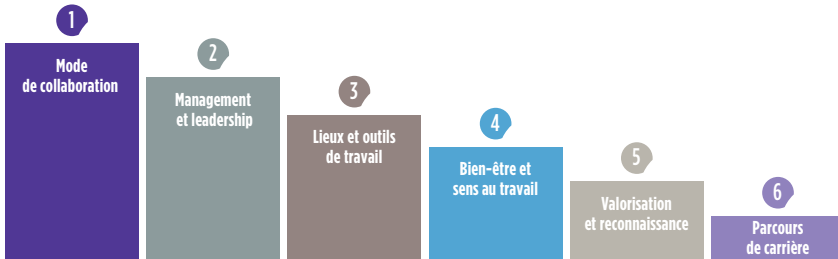 1
Mode
de collaboration
2
Management
et leadership
3
Lieux et outils
de travail
4
Bien-être et
sens au travail
5
Valorisation
et reconnaissance
6
Parcours
de carrière